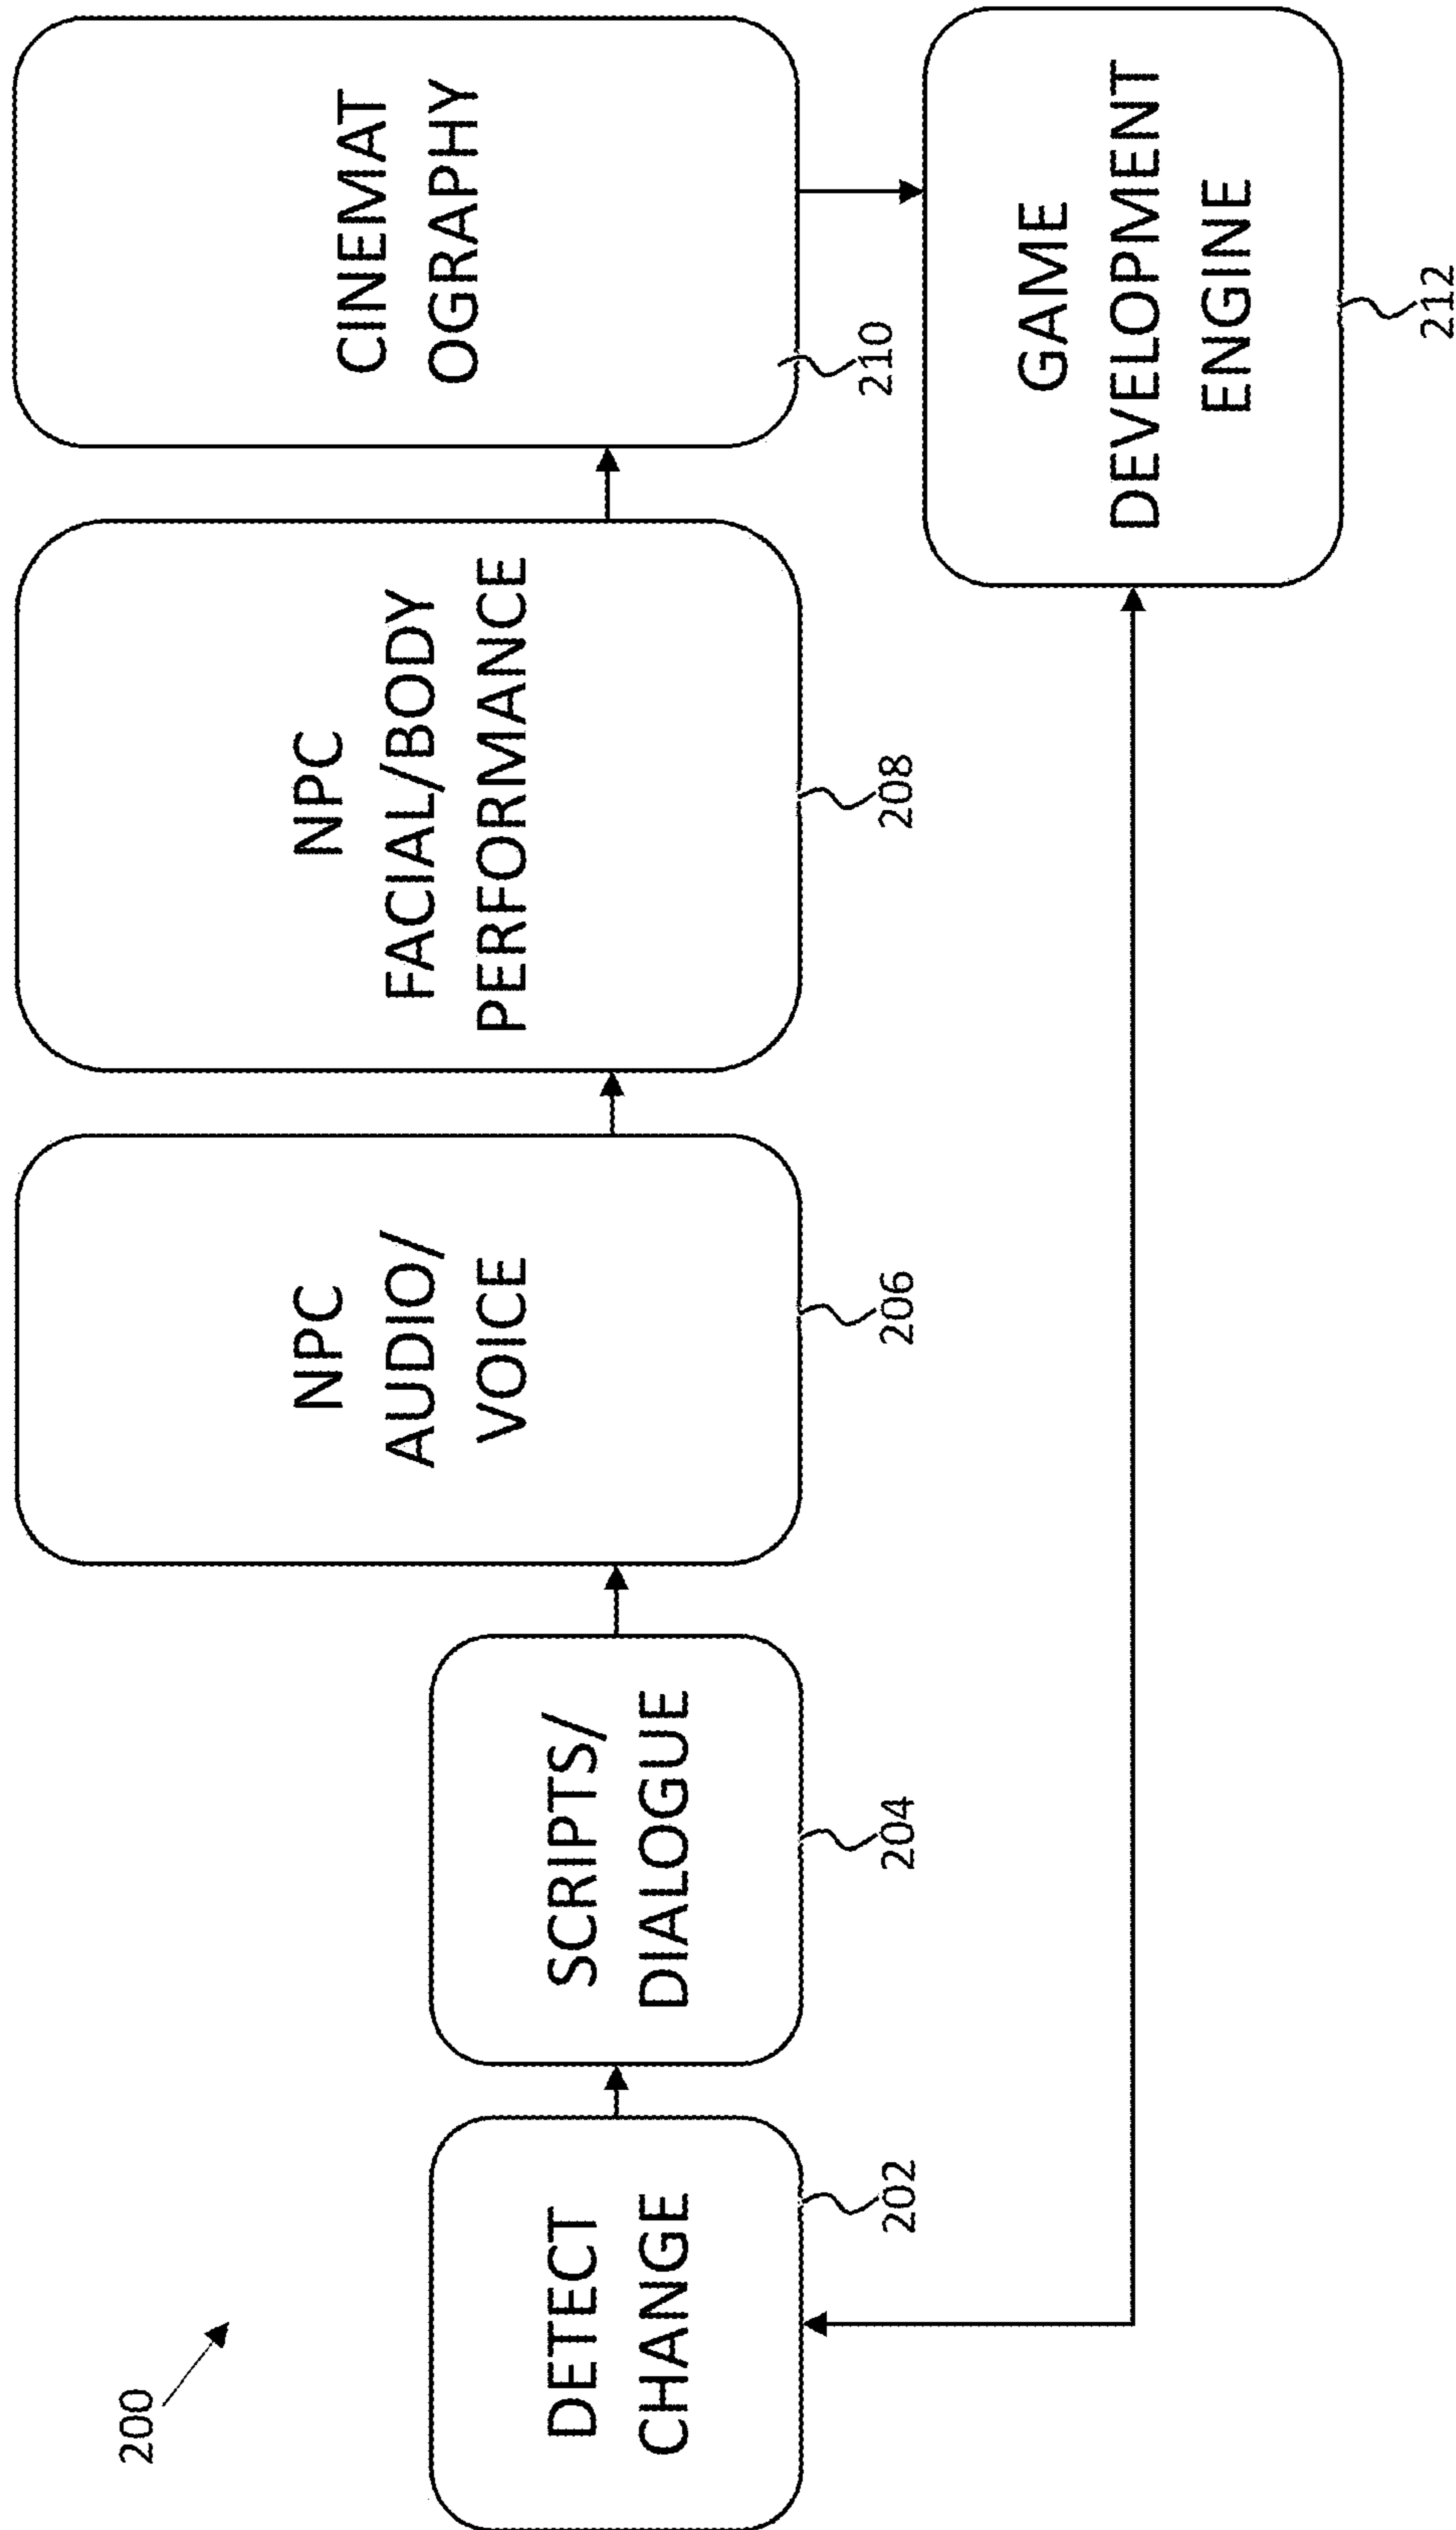 200
DETECT
CHANGE
202
SCRIPTS/
DIALOGUE
204
NPC
AUDIO/
VOICE
206
NPC
FACIAL/BODY
PERFORMANCE
208
CINEMAT
OGRAPHY
210
GAME
DEVELOPMENT
ENGINE
212